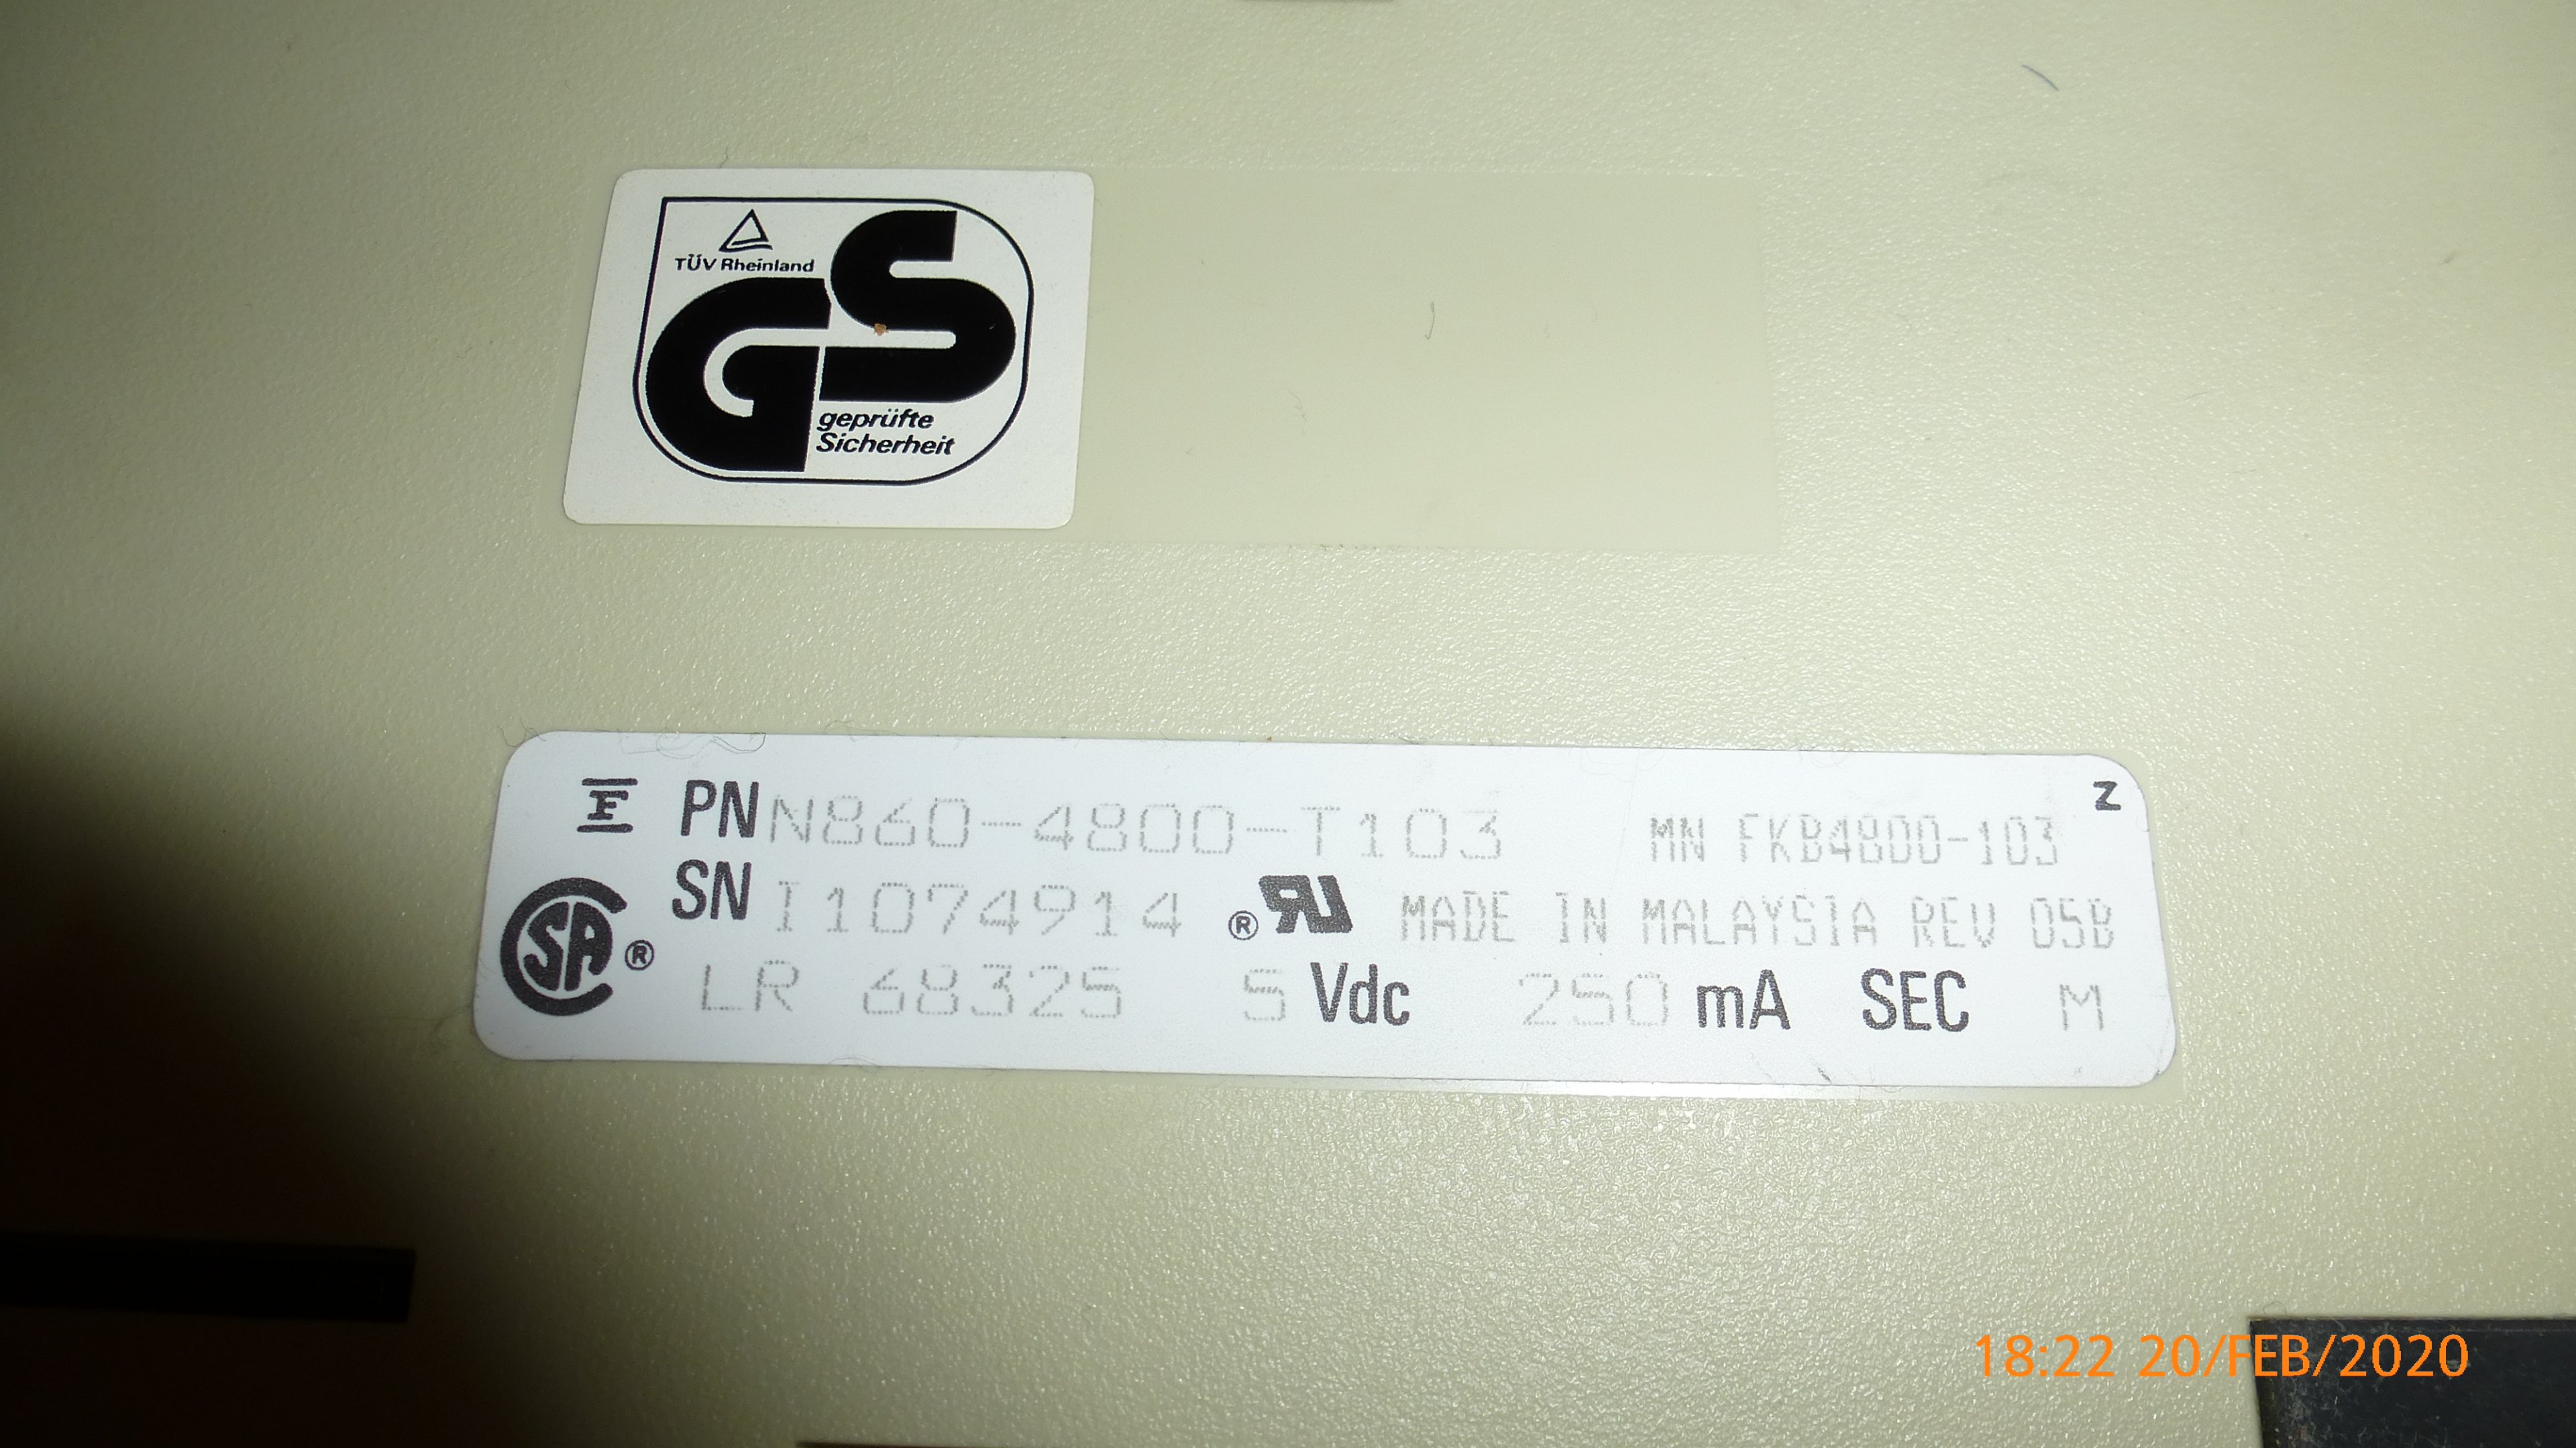 TÜV Rheinland
GS
geprüfte
Sicherheit
F PN N860-4800-T103 MN FKB4800-103 Z
SN I1074914 ® RU MADE IN MALAYSIA REV 05B
SA ®
LR 68325 5 Vdc 250 mA SEC M
18:22 20/FEB/2020